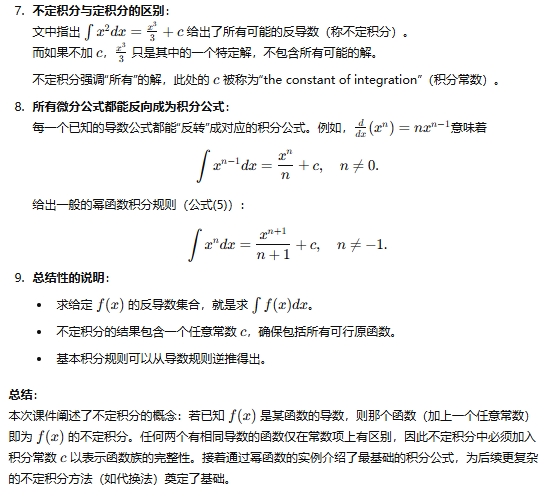 7. 不定积分与定积分的区别：
文中指出 ∫ x²dx = x³/3 + c 给出了所有可能的反导数（称不定积分）。
而如果不加 c，x³/3 只是其中的一个特定解，不包含所有可能的解。
不定积分强调“所有”的解，此处的 c 被称为“the constant of integration”（积分常数）。
8. 所有微分公式都能反向成为积分公式：
每一个已知的导数公式都能“反转”成对应的积分公式。例如，d/dx (xⁿ) = nxⁿ⁻¹意味着
∫ xⁿ⁻¹dx = xⁿ/n + c, n ≠ 0.
给出一般的幂函数积分规则（公式(5)）：
∫ xⁿdx = xⁿ⁺¹/(n + 1) + c, n ≠ −1.
9. 总结性的说明：
• 求给定 f(x) 的反导数集合，就是求 ∫ f(x)dx。
• 不定积分的结果包含一个任意常数 c，确保包括所有可行原函数。
• 基本积分规则可以从导数规则逆推得出。
总结：
本次课件阐述了不定积分的概念：若已知 f(x) 是某函数的导数，则那个函数（加上一个任意常数）
即为 f(x) 的不定积分。任何两个有相同导数的函数仅在常数项上有区别，因此不定积分中必须加入
积分常数 c 以表示函数族的完整性。接着通过幂函数的实例介绍了最基础的积分公式，为后续更复杂
的不定积分方法（如代换法）奠定了基础。